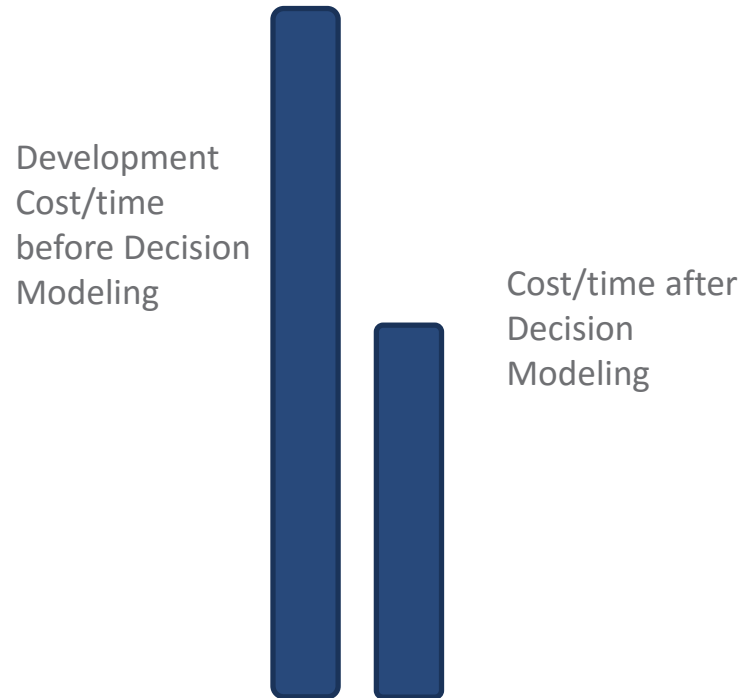 Development
Cost/time
before Decision
Modeling
Cost/time after
Decision
Modeling